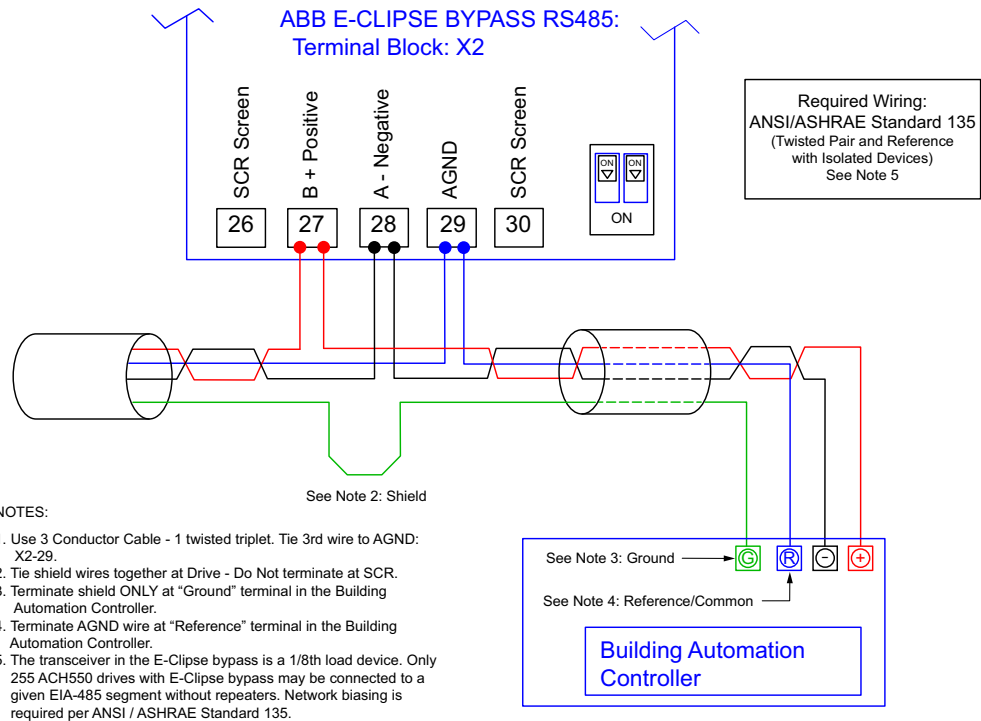 ABB E-CLIPSE BYPASS RS485:
Terminal Block: X2
SCR Screen
B + Positive
A - Negative
AGND
SCR Screen
26
27
28
29
30
ON
ON
ON
Required Wiring:
ANSI/ASHRAE Standard 135
(Twisted Pair and Reference
with Isolated Devices)
See Note 5
See Note 2: Shield
NOTES:
. Use 3 Conductor Cable - 1 twisted triplet. Tie 3rd wire to AGND:
X2-29.
2. Tie shield wires together at Drive - Do Not terminate at SCR.
3. Terminate shield ONLY at “Ground” terminal in the Building
Automation Controller.
4. Terminate AGND wire at “Reference” terminal in the Building
Automation Controller.
5. The transceiver in the E-Clipse bypass is a 1/8th load device. Only
255 ACH550 drives with E-Clipse bypass may be connected to a
given EIA-485 segment without repeaters. Network biasing is
required per ANSI / ASHRAE Standard 135.
See Note 3: Ground
G
R
-
+
See Note 4: Reference/Common
Building Automation
Controller